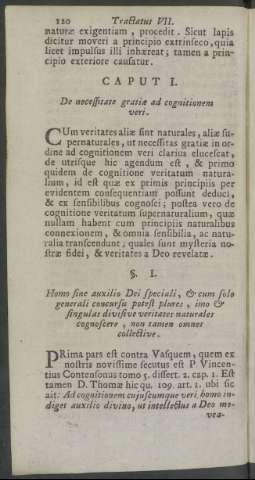 220 Tractatus VII.
naturæ exigentiam, procedit. Sicut lapis
dicitur moveri a principio extrinseco, quia
licet impulsus illi inhæreat; tamen a prin-
cipio exteriore causatur.
CAPUT I.
De necessitate gratiæ ad cognitionem
veri.
CUm veritates aliæ sint naturales, aliæ su-
pernaturales, ut necessitas gratiæ in or-
dine ad cognitionem veri clarius elucescat,
de utrisque hic agendum est, & primo
quidem de cognitione veritatum natura-
lium, id est quæ ex primis principiis per
evidentem consequentiam possunt deduci,
& ex sensibilibus cognosci; postea vero de
cognitione veritatum supernaturalium, quæ
nullam habent cum principiis naturalibus
connexionem, & omnia sensibilia, ac natu-
ralia transcendunt; quales sunt mysteria no-
stræ fidei, & veritates a Deo revelatæ.
§. I.
Homo sine auxilio Dei speciali, & cum solo
generali concursu potest plures, imo &
singulas divisive veritates naturales
cognoscere, non tamen omnes
collective.
PRima pars est contra Vasquem, quem ex
nostris novissime secutus est P. Vincen-
tius Contensonus tomo 5. dissert. 2. cap. 1. Est
tamen D. Thomæ hic qu. 109. art. 1. ubi sic
ait: Ad cognitionem cujuscumque veri, homo in-
diget auxilio divino, ut intellectus a Deo mo-
vea-